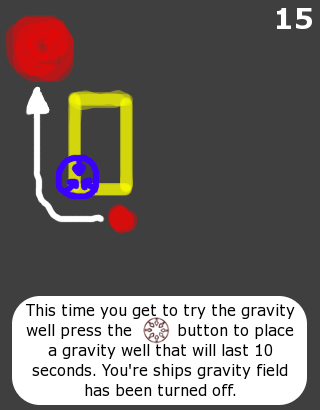 15
This time you get to try the gravity
well press the button to place
a gravity well that will last 10
seconds. You're ships gravity field
has been turned off.